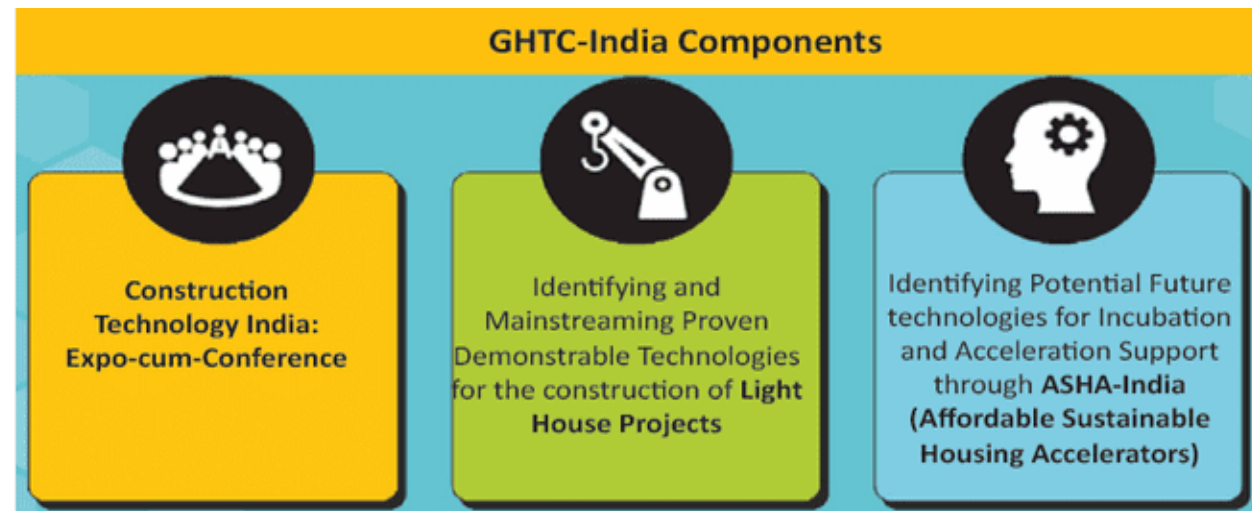 GHTC-India Components
Construction
Technology India:
Expo-cum-Conference
Identifying and
Mainstreaming Proven
Demonstrable Technologies
for the construction of Light
House Projects
Identifying Potential Future
technologies for Incubation
and Acceleration Support
through ASHA-India
(Affordable Sustainable
Housing Accelerators)